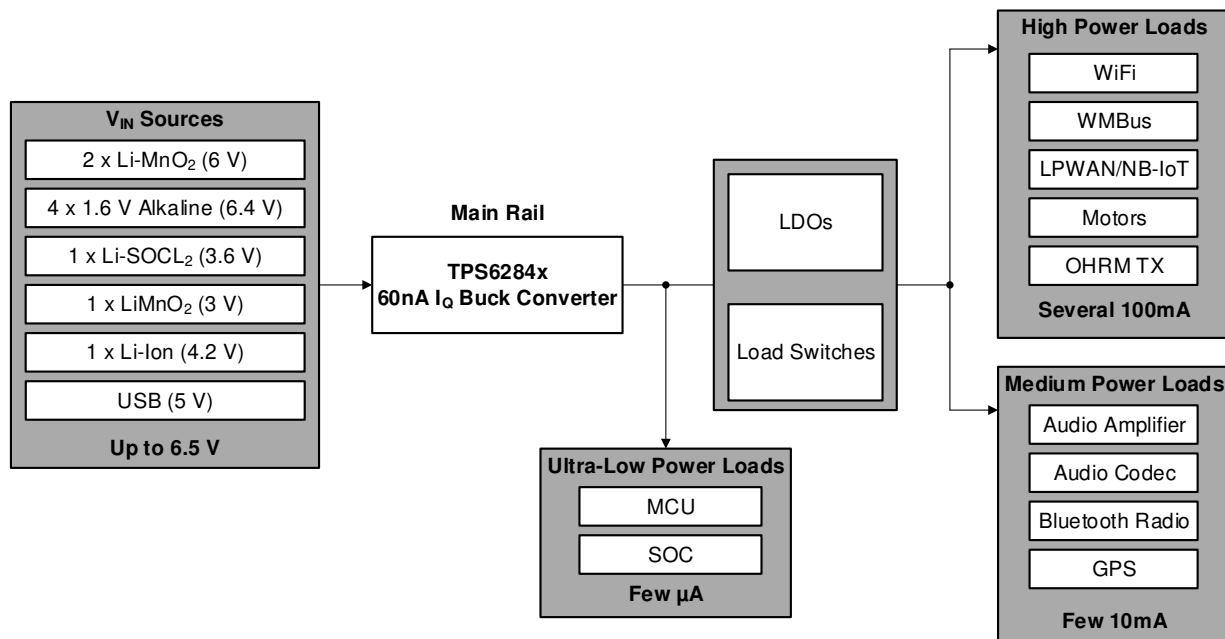 V_IN Sources
2 x Li-MnO₂ (6 V)
4 x 1.6 V Alkaline (6.4 V)
1 x Li-SOCL₂ (3.6 V)
1 x LiMnO₂ (3 V)
1 x Li-Ion (4.2 V)
USB (5 V)
Up to 6.5 V
Main Rail
TPS6284x
60nA I_Q Buck Converter
Ultra-Low Power Loads
MCU
SOC
Few µA
LDOs
Load Switches
High Power Loads
WiFi
WMBus
LPWAN/NB-IoT
Motors
OHRM TX
Several 100mA
Medium Power Loads
Audio Amplifier
Audio Codec
Bluetooth Radio
GPS
Few 10mA